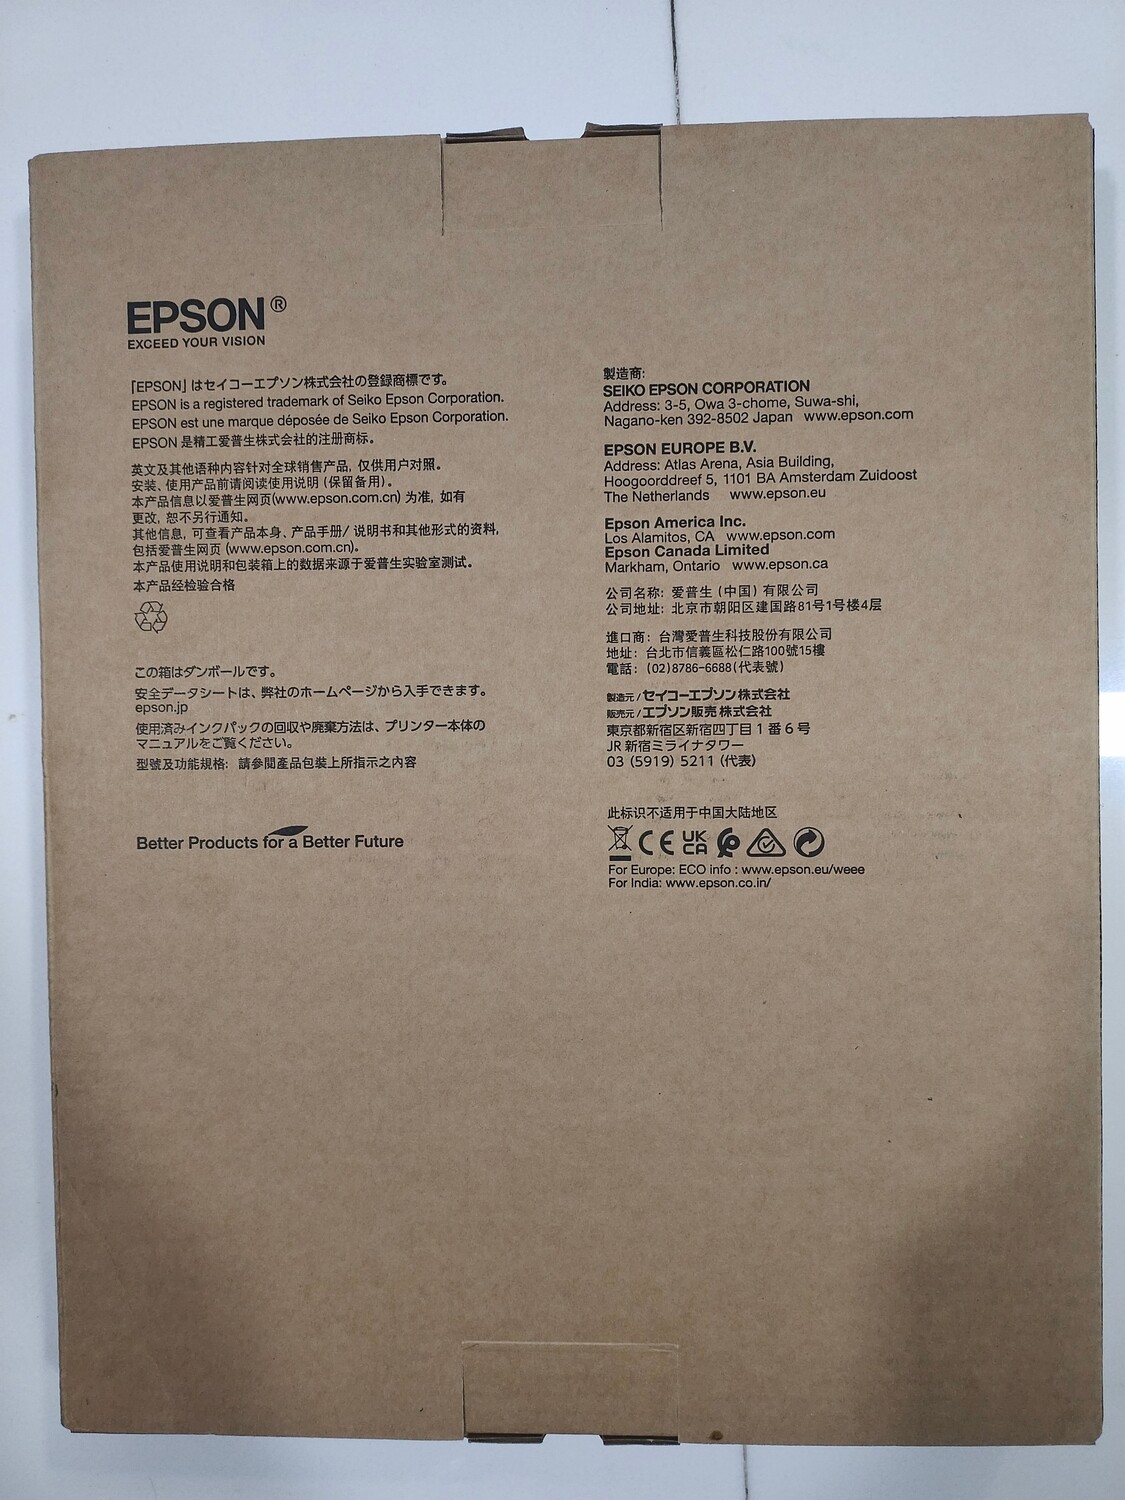 EPSON®
EXCEED YOUR VISION
「EPSON」はセイコーエプソン株式会社の登録商標です。
EPSON is a registered trademark of Seiko Epson Corporation.
EPSON est une marque déposée de Seiko Epson Corporation.
EPSON 是精工爱普生株式会社的注册商标。
英文及其他语种内容针对全球销售产品, 仅供用户对照。
安装、使用产品前请阅读使用说明 (保留备用)。
本产品信息以爱普生网页(www.epson.com.cn) 为准, 如有
更改, 恕不另行通知。
其他信息, 可查看产品本身、产品手册/ 说明书和其他形式的资料,
包括爱普生网页 (www.epson.com.cn)。
本产品使用说明和包装箱上的数据来源于爱普生实验室测试。
本产品经检验合格
この箱はダンボールです。
安全データシートは、弊社のホームページから入手できます。
epson.jp
使用済みインクパックの回収や廃棄方法は、プリンター本体の
マニュアルをご覧ください。
型號及功能規格: 請參閱產品包裝上所指示之內容
Better Products for a Better Future
製造商:
SEIKO EPSON CORPORATION
Address: 3-5, Owa 3-chome, Suwa-shi,
Nagano-ken 392-8502 Japan www.epson.com
EPSON EUROPE B.V.
Address: Atlas Arena, Asia Building,
Hoogoorddreef 5, 1101 BA Amsterdam Zuidoost
The Netherlands www.epson.eu
Epson America Inc.
Los Alamitos, CA www.epson.com
Epson Canada Limited
Markham, Ontario www.epson.ca
公司名称: 爱普生 (中国) 有限公司
公司地址: 北京市朝阳区建国路81号1号楼4层
進口商: 台灣愛普生科技股份有限公司
地址: 台北市信義區松仁路100號15樓
電話: (02)8786-6688(代表號)
製造元 / セイコーエプソン株式会社
販売元 / エプソン販売 株式会社
東京都新宿区新宿四丁目 1 番 6 号
JR 新宿ミライナタワー
03 (5919) 5211 (代表)
此标识不适用于中国大陆地区
CE UK CA
For Europe: ECO info : www.epson.eu/weee
For India: www.epson.co.in/